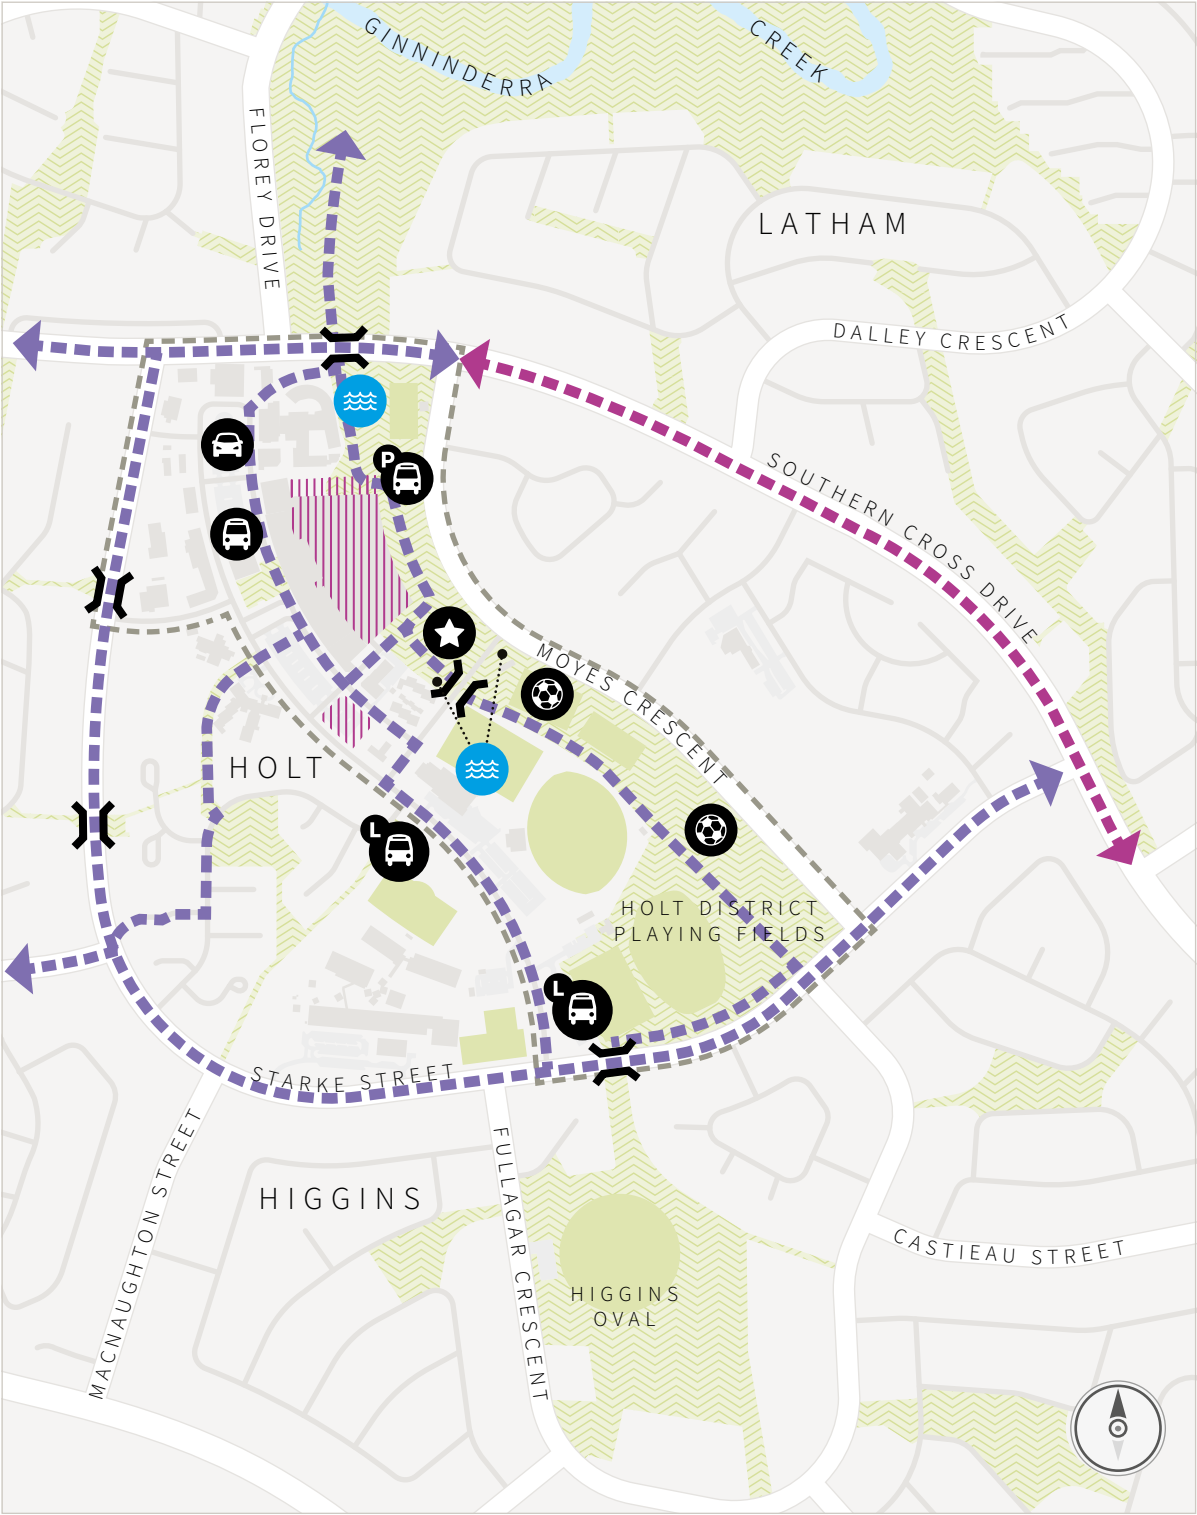 GINNINDERRA
CREEK
FLOREY DRIVE
LATHAM
DALLEY CRESCENT
P
SOUTHERN CROSS DRIVE
MOYES CRESCENT
HOLT
L
HOLT DISTRICT
PLAYING FIELDS
L
STARKE STREET
MACNAUGHTON STREET
FULLAGAR CRESCENT
HIGGINS
CASTIEAU STREET
HIGGINS
OVAL